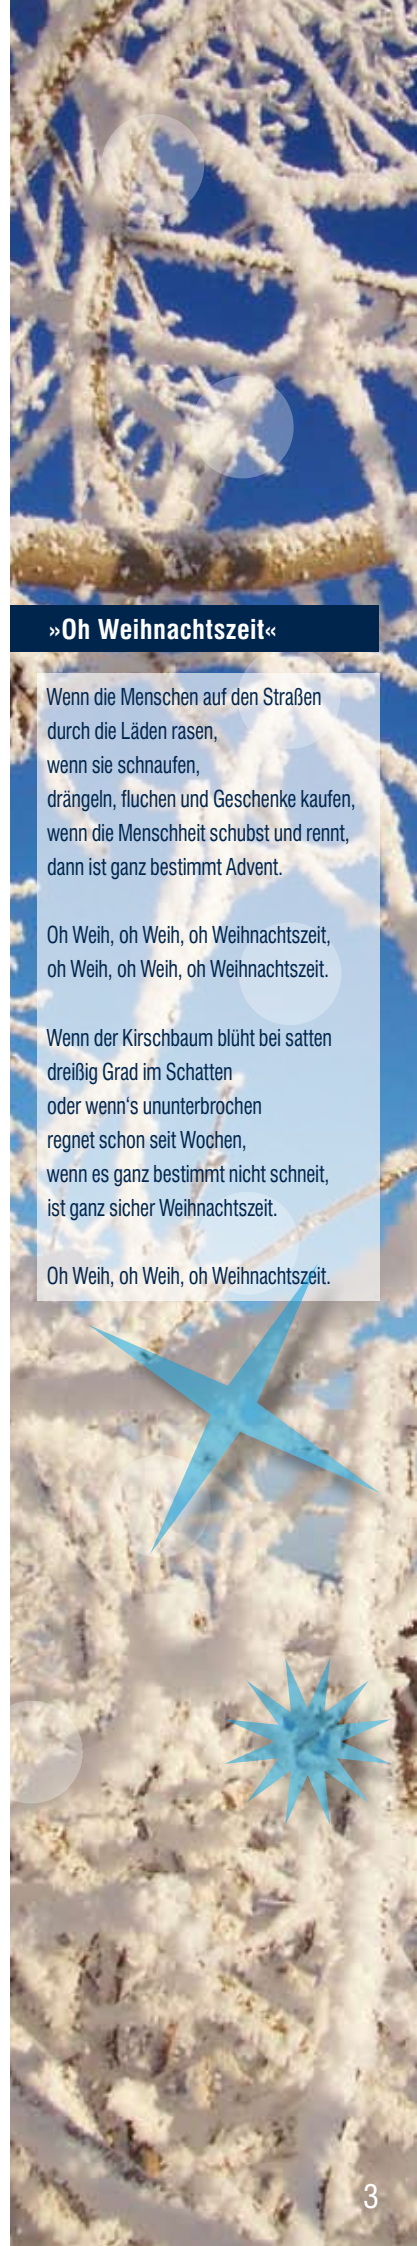 »Oh Weihnachtszeit«
Wenn die Menschen auf den Straßen
durch die Läden rasen,
wenn sie schnaufen,
drängeln, fluchen und Geschenke kaufen,
wenn die Menschheit schubst und rennt,
dann ist ganz bestimmt Advent.
Oh Weih, oh Weih, oh Weihnachtszeit,
oh Weih, oh Weih, oh Weihnachtszeit.
Wenn der Kirschbaum blüht bei satten
dreißig Grad im Schatten
oder wenn‘s ununterbrochen
regnet schon seit Wochen,
wenn es ganz bestimmt nicht schneit,
ist ganz sicher Weihnachtszeit.
Oh Weih, oh Weih, oh Weihnachtszeit.
3